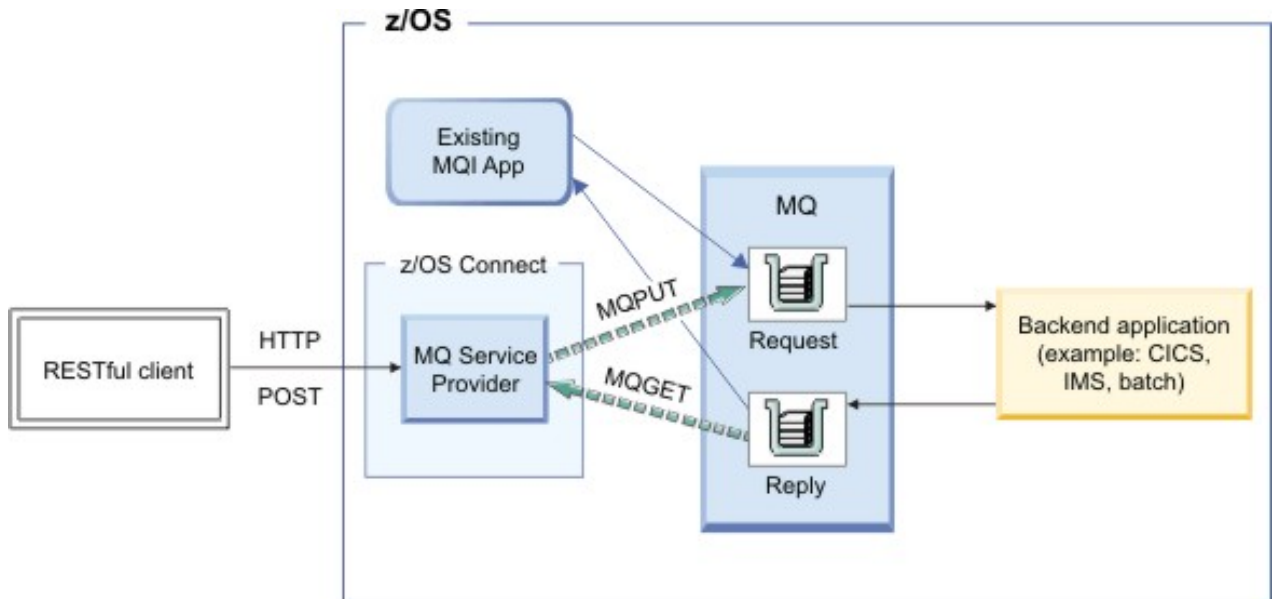 z/OS
Existing
MQI App
MQ
z/OS Connect
MQPUT
HTTP
POST
RESTful client
MQ Service
Provider
Request
MQGET
Reply
Backend application
(example: CICS,
IMS, batch)